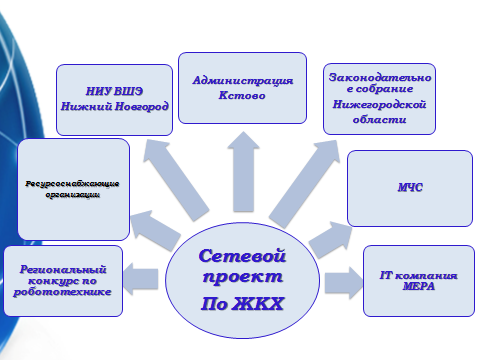 НИУ ВШЭ
Нижний Новгород
Администрация
Кстово
Законодательно
е собрание
Нижегородской
области
Ресурсоснабжающие
организации
МЧС
Региональный
конкурс по
робототехнике
Сетевой
проект
По ЖКХ
IT компания
МЕРА